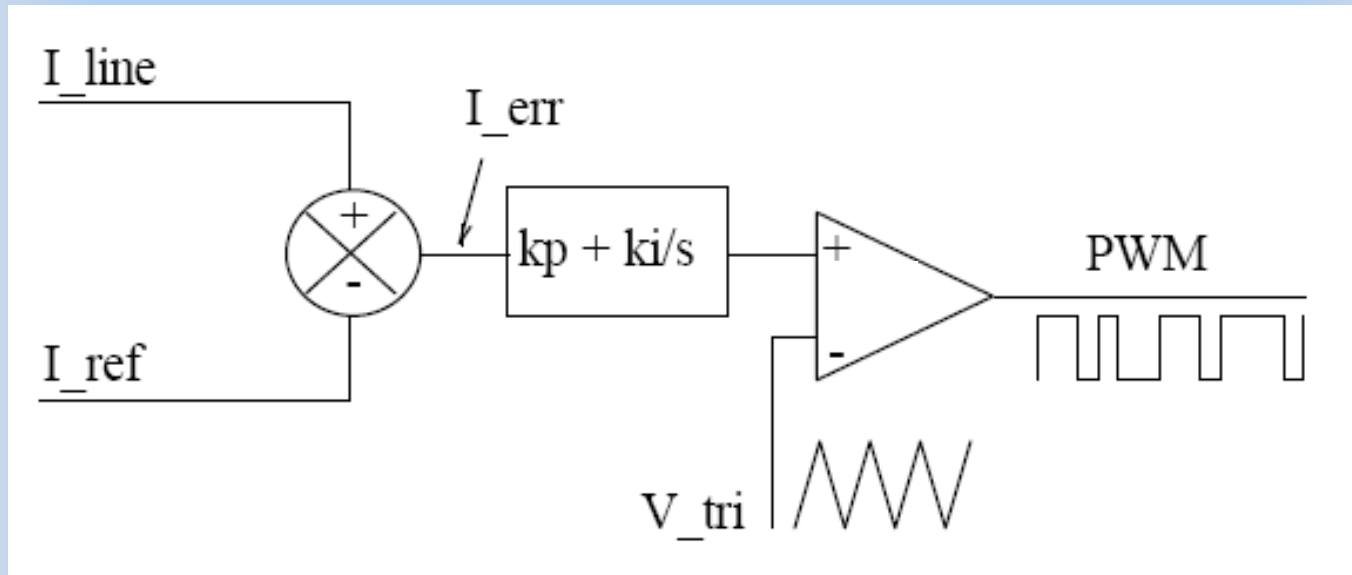 I_line
I_err
+
-
kp + ki/s
+
-
PWM
I_ref
V_tri